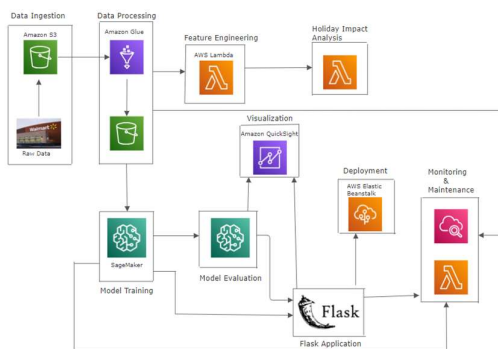 Data Ingestion
Data Processing
Amazon S3
Amazon Glue
Feature Engineering
AWS Lambda
Holiday Impact
Analysis
Walmart
Raw Data
Visualization
Amazon QuickSight
Deployment
AWS Elastic
Beanstalk
Monitoring
&
Maintenance
SageMaker
Model Training
Model Evaluation
Flask
Flask Application